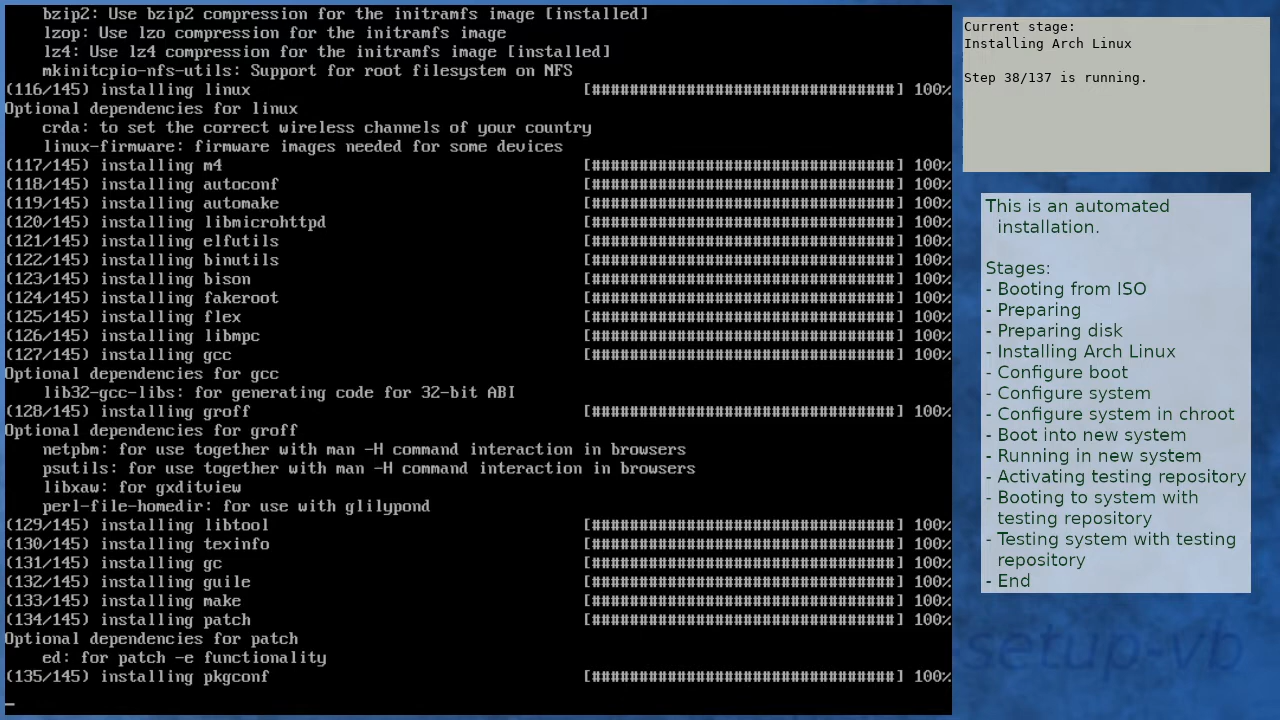 bzip2: Use bzip2 compression for the initramfs image [installed]
    lzop: Use lzo compression for the initramfs image
    lz4: Use lz4 compression for the initramfs image [installed]
    mkinitcpio-nfs-utils: Support for root filesystem on NFS
(116/145) installing linux [################################] 100%
Optional dependencies for linux
    crda: to set the correct wireless channels of your country
    linux-firmware: firmware images needed for some devices
(117/145) installing m4 [################################] 100%
(118/145) installing autoconf [################################] 100%
(119/145) installing automake [################################] 100%
(120/145) installing libmicrohttpd [################################] 100%
(121/145) installing elfutils [################################] 100%
(122/145) installing binutils [################################] 100%
(123/145) installing bison [################################] 100%
(124/145) installing fakeroot [################################] 100%
(125/145) installing flex [################################] 100%
(126/145) installing libmpc [################################] 100%
(127/145) installing gcc [################################] 100%
Optional dependencies for gcc
    lib32-gcc-libs: for generating code for 32-bit ABI
(128/145) installing groff [################################] 100%
Optional dependencies for groff
    netpbm: for use together with man -H command interaction in browsers
    psutils: for use together with man -H command interaction in browsers
    libxaw: for gxditview
    perl-file-homedir: for use with glilypond
(129/145) installing libtool [################################] 100%
(130/145) installing texinfo [################################] 100%
(131/145) installing gc [################################] 100%
(132/145) installing guile [################################] 100%
(133/145) installing make [################################] 100%
(134/145) installing patch [################################] 100%
Optional dependencies for patch
    ed: for patch -e functionality
(135/145) installing pkgconf [################################] 100%
_
Current stage:
Installing Arch Linux
Step 38/137 is running.
This is an automated
installation.
Stages:
- Booting from ISO
- Preparing
- Preparing disk
- Installing Arch Linux
- Configure boot
- Configure system
- Configure system in chroot
- Boot into new system
- Running in new system
- Activating testing repository
- Booting to system with
testing repository
- Testing system with testing
repository
- End
setup-vb